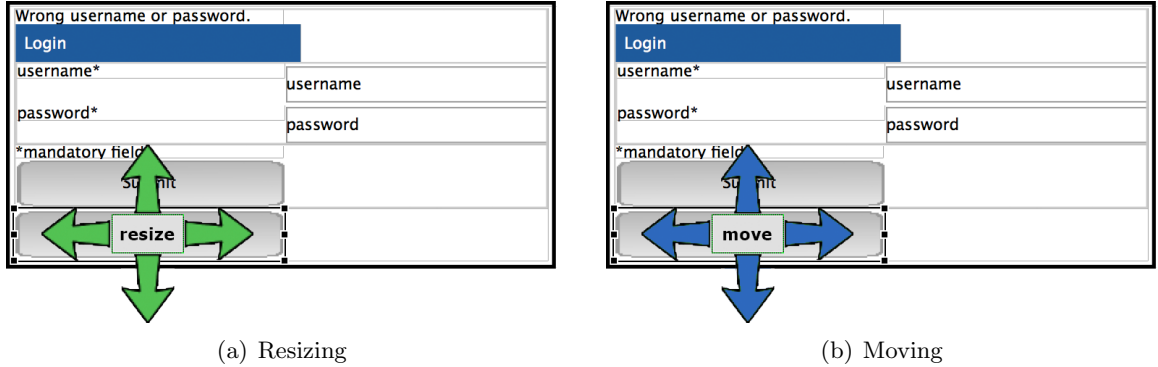 Wrong username or password.
Login
username*
username
password*
password
*mandatory field
resize
(a) Resizing
Wrong username or password.
Login
username*
username
password*
password
*mandatory field
move
(b) Moving